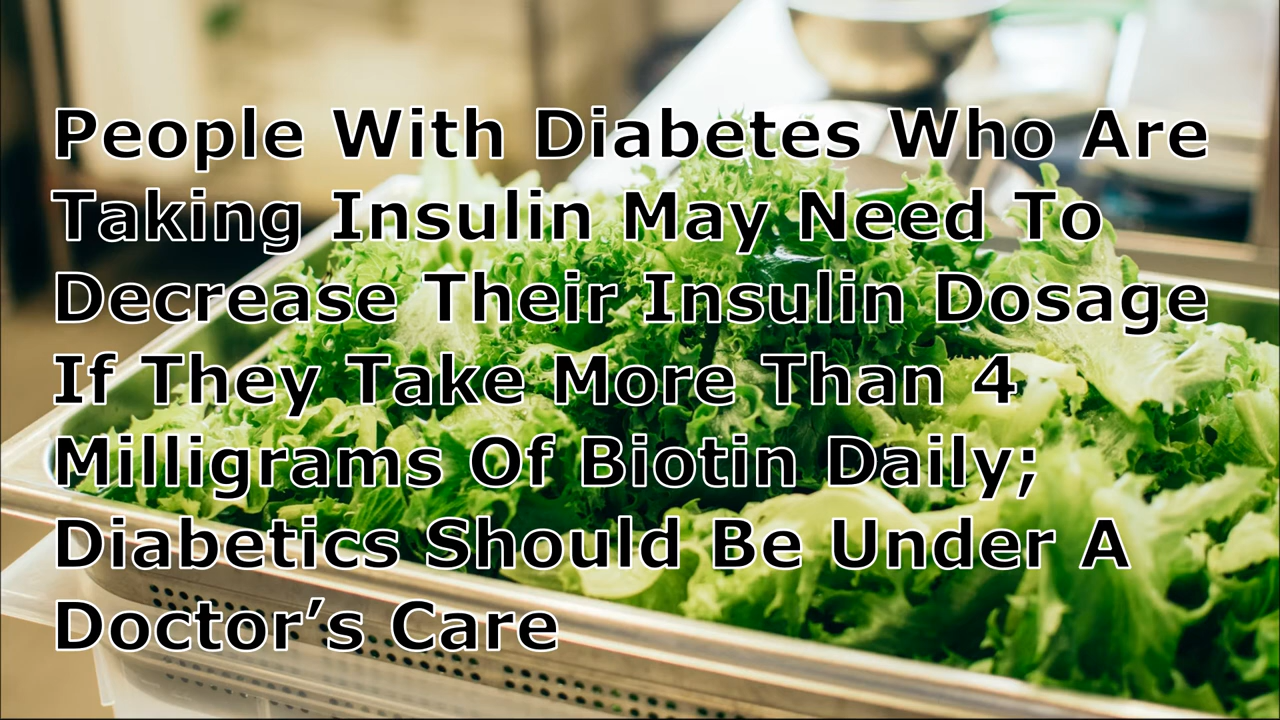 People With Diabetes Who Are
Taking Insulin May Need To
Decrease Their Insulin Dosage
If They Take More Than 4
Milligrams Of Biotin Daily;
Diabetics Should Be Under A
Doctor’s Care